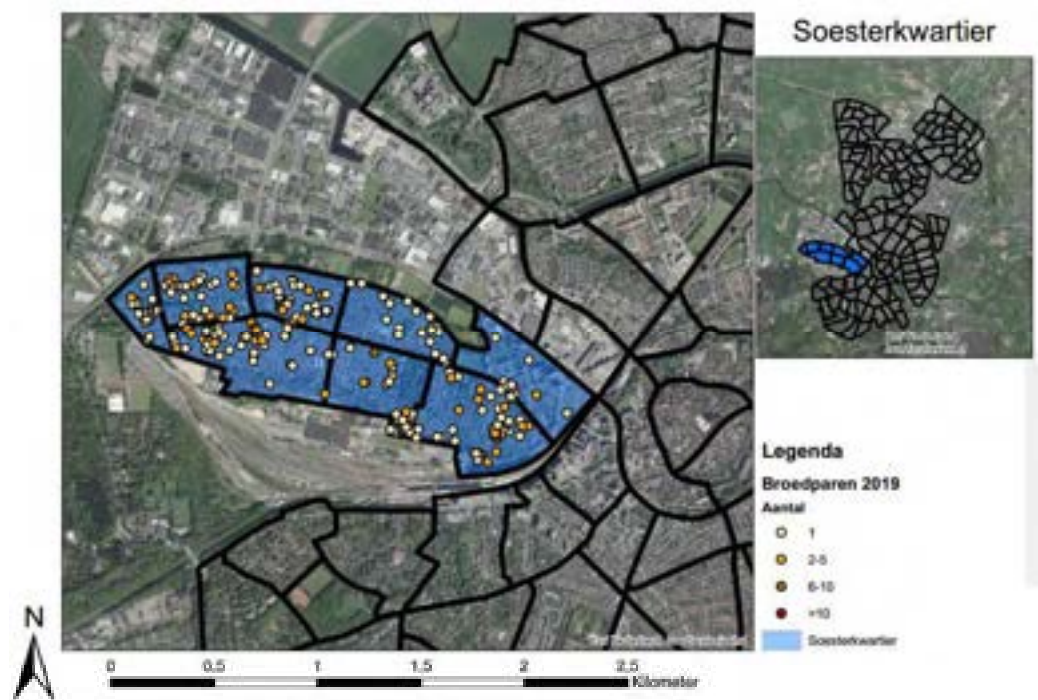 Soesterkwartier
Legenda
Broedparen 2019
Aantal
1
2-5
6-10
>10
Soesterkwartier
N
0 0.5 1 1.5 2 2.5
Kilometer